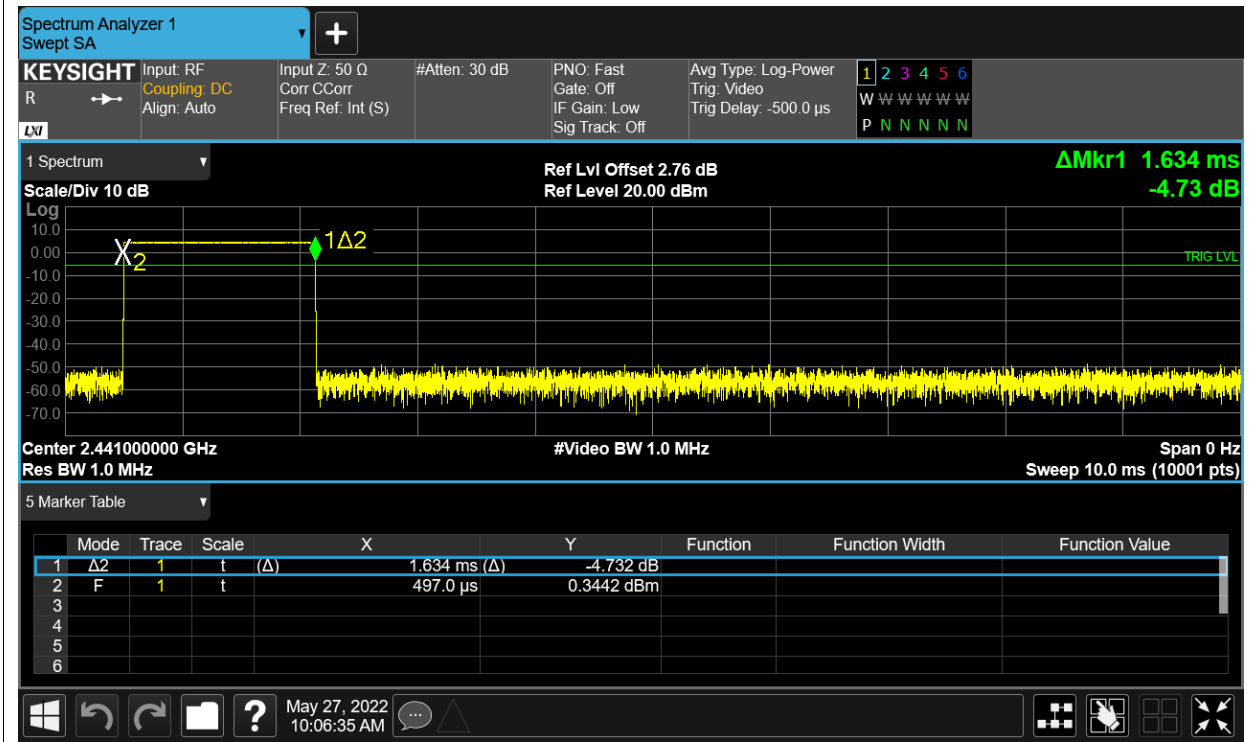 Spectrum Analyzer 1
Swept SA
KEYSIGHT Input: RF Input Z: 50 Ω #Atten: 30 dB PNO: Fast Avg Type: Log-Power 1 2 3 4 5 6
R Coupling: DC Corr CCorr Gate: Off Trig: Video W W W W W W
Align: Auto Freq Ref: Int (S) IF Gain: Low Trig Delay: -500.0 µs
LXI Sig Track: Off P N N N N N
1 Spectrum Ref Lvl Offset 2.76 dB ΔMkr1 1.634 ms
Scale/Div 10 dB Ref Level 20.00 dBm -4.73 dB
Log
10.0
1Δ2
0.00
2
TRIG LVL
-10.0
-20.0
-30.0
-40.0
-50.0
-60.0
-70.0
Center 2.441000000 GHz #Video BW 1.0 MHz Span 0 Hz
Res BW 1.0 MHz Sweep 10.0 ms (10001 pts)
5 Marker Table
Mode Trace Scale X Y Function Function Width Function Value
1 Δ2 1 t (Δ) 1.634 ms (Δ) -4.732 dB
2 F 1 t 497.0 µs 0.3442 dBm
3
4
5
6
? May 27, 2022
10:06:35 AM